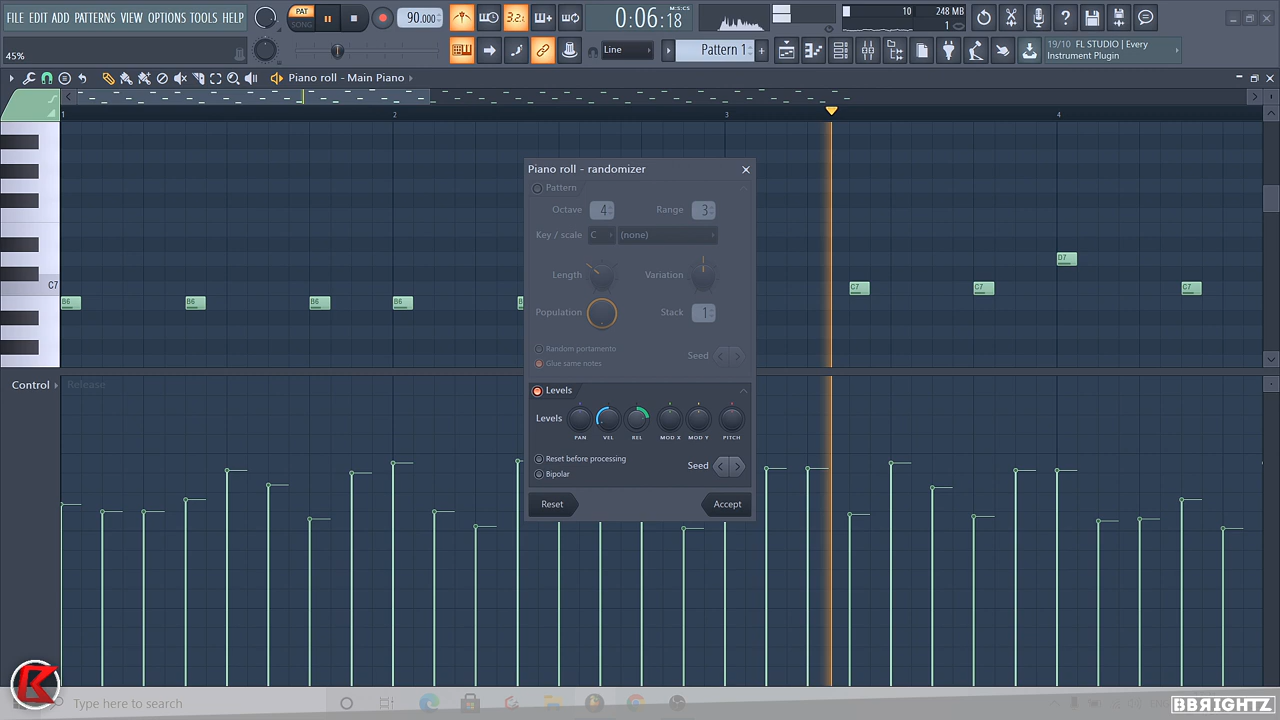 FILE EDIT ADD PATTERNS VIEW OPTIONS TOOLS HELP
PAT
SONG
90.000
3.2.
0:06:18
M:S:CS
10
248 MB
1
45%
Line
Pattern 1
19/10 FL STUDIO | Every
Instrument Plugin
Piano roll - Main Piano
1
2
3
4
C7
B6
B6
B6
B6
B
C7
C7
D7
C7
Piano roll - randomizer
Pattern
Octave 4 Range 3
Key / scale C (none)
Length Variation
Population Stack 1
Random portamento
Glue same notes
Seed
Levels
Levels
PAN VEL REL MOD X MOD Y PITCH
Reset before processing
Bipolar
Seed
Reset
Accept
Control
Release
Type here to search
BBRIGHTZ